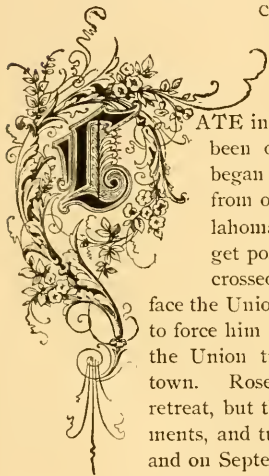 C
LATE in
been o
began
from o
lahoma
get po
crossed
face the Unio
to force him
the Union t
town. Rose
retreat, but t
ments, and tu
and on Septe